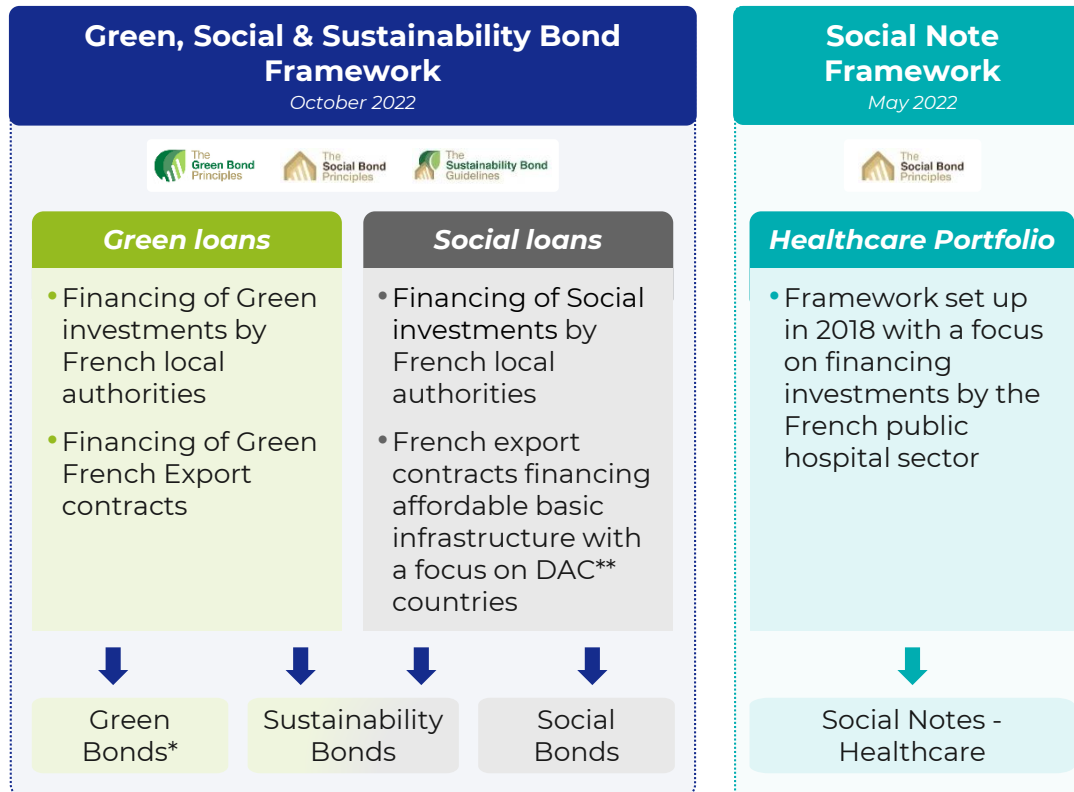 Green, Social & Sustainability Bond
Framework
October 2022
The
Green Bond
Principles
The
Social Bond
Principles
The
Sustainability Bond
Guidelines
Green loans
• Financing of Green
investments by
French local
authorities
• Financing of Green
French Export
contracts
Social loans
• Financing of Social
investments by
French local
authorities
• French export
contracts financing
affordable basic
infrastructure with
a focus on DAC**
countries
Green
Bonds*
Sustainability
Bonds
Social
Bonds
Social Note
Framework
May 2022
The
Social Bond
Principles
Healthcare Portfolio
• Framework set up
in 2018 with a focus
on financing
investments by the
French public
hospital sector
Social Notes -
Healthcare